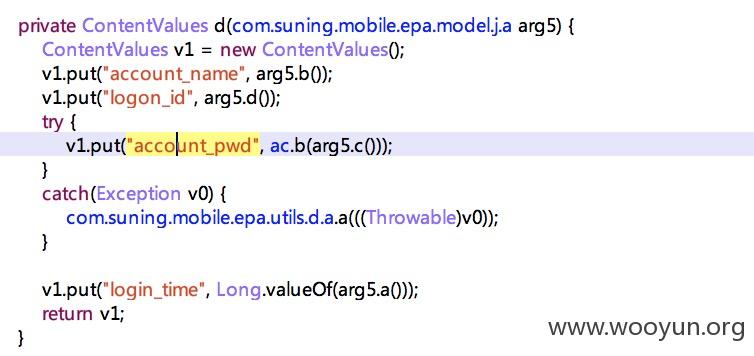 private ContentValues d(com.suning.mobile.epa.model.j.a arg5) {
    ContentValues v1 = new ContentValues();
    v1.put("account_name", arg5.b());
    v1.put("logon_id", arg5.d());
    try {
        v1.put("account_pwd", ac.b(arg5.c()));
    }
    catch(Exception v0) {
        com.suning.mobile.epa.utils.d.a.a(((Throwable)v0));
    }

    v1.put("login_time", Long.valueOf(arg5.a()));
    return v1;
}
www.wooyun.org